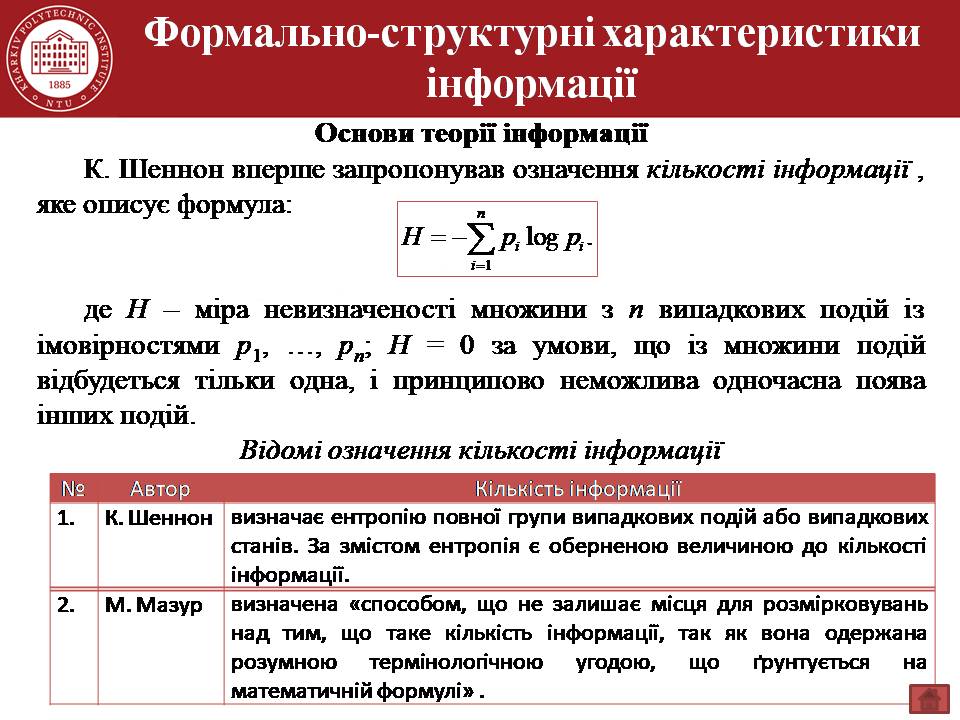 KHARKIV POLYTECHNIC INSTITUTE
1885
NTU
Формально-структурні характеристики
інформації
Основи теорії інформації
К. Шеннон вперше запропонував означення кількості інформації ,
яке описує формула:
n
H = −∑ pᵢ log pᵢ .
i=1
де H – міра невизначеності множини з n випадкових подій із
імовірностями p₁, …, pₙ; H = 0 за умови, що із множини подій
відбудеться тільки одна, і принципово неможлива одночасна поява
інших подій.
Відомі означення кількості інформації
№ Автор Кількість інформації
1. К. Шеннон визначає ентропію повної групи випадкових подій або випадкових
станів. За змістом ентропія є оберненою величиною до кількості
інформації.
2. М. Мазур визначена «способом, що не залишає місця для розмірковувань
над тим, що таке кількість інформації, так як вона одержана
розумною термінологічною угодою, що ґрунтується на
математичній формулі» .